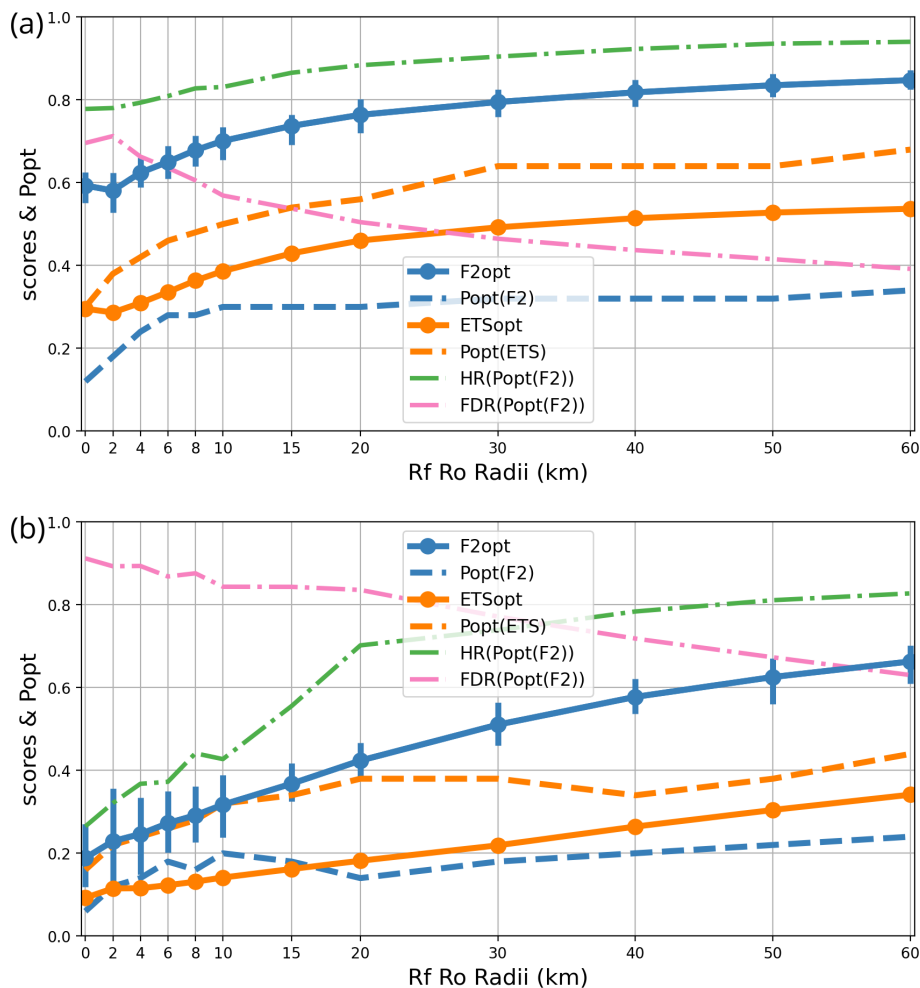 (a)
1.0
0.8
0.6
0.4
0.2
0.0
scores & Popt
F2opt
Popt(F2)
ETSopt
Popt(ETS)
HR(Popt(F2))
FDR(Popt(F2))
0 2 4 6 8 10 15 20 30 40 50 60
Rf Ro Radii (km)
(b)
1.0
0.8
0.6
0.4
0.2
0.0
scores & Popt
F2opt
Popt(F2)
ETSopt
Popt(ETS)
HR(Popt(F2))
FDR(Popt(F2))
0 2 4 6 8 10 15 20 30 40 50 60
Rf Ro Radii (km)